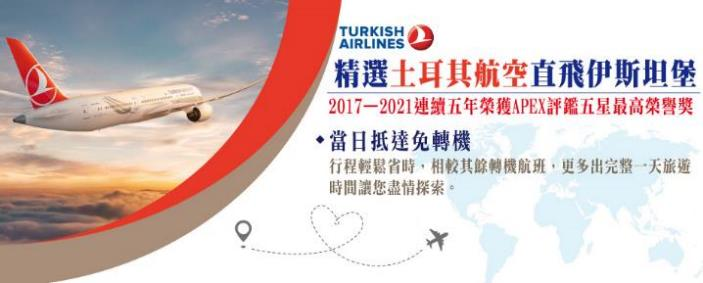 TURKISH
AIRLINES
精選土耳其航空直飛伊斯坦堡
2017—2021連續五年榮獲APEX評鑑五星最高榮譽獎
◆當日抵達免轉機
行程輕鬆省時，相較其餘轉機航班，更多出完整一天旅遊
時間讓您盡情探索。